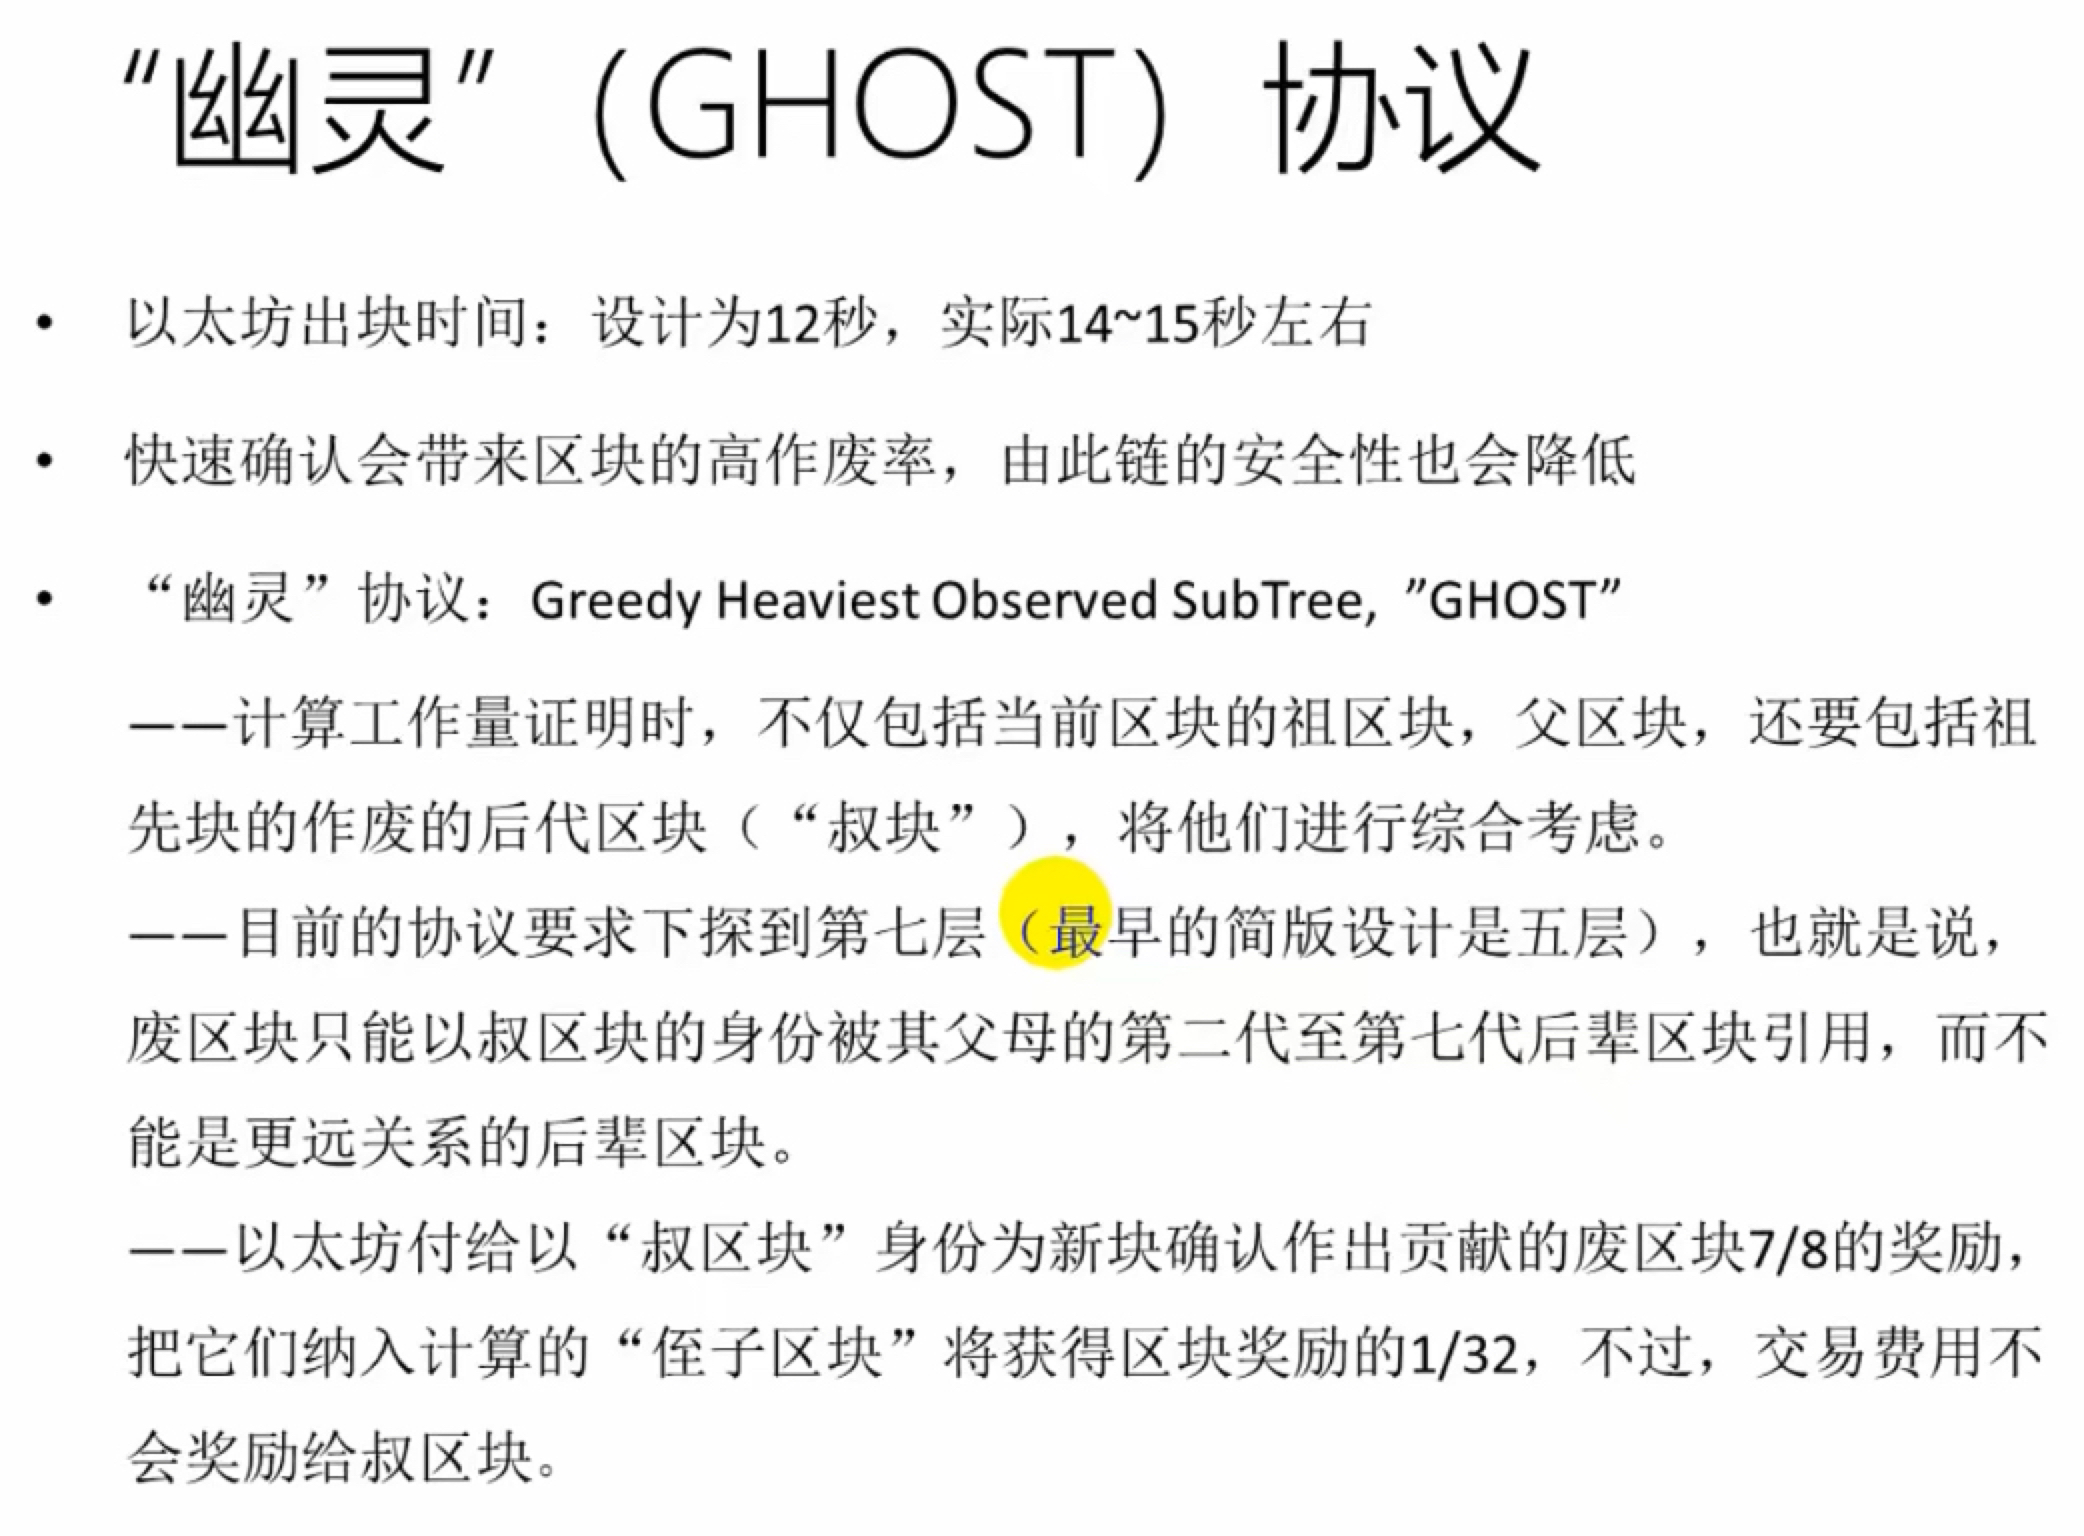 “幽灵”（GHOST）协议
• 以太坊出块时间：设计为12秒，实际14~15秒左右
• 快速确认会带来区块的高作废率，由此链的安全性也会降低
• “幽灵”协议：Greedy Heaviest Observed SubTree, ”GHOST”
——计算工作量证明时，不仅包括当前区块的祖区块，父区块，还要包括祖
先块的作废的后代区块（“叔块”），将他们进行综合考虑。
——目前的协议要求下探到第七层（最早的简版设计是五层），也就是说，
废区块只能以叔区块的身份被其父母的第二代至第七代后辈区块引用，而不
能是更远关系的后辈区块。
——以太坊付给以“叔区块”身份为新块确认作出贡献的废区块7/8的奖励，
把它们纳入计算的“侄子区块”将获得区块奖励的1/32，不过，交易费用不
会奖励给叔区块。